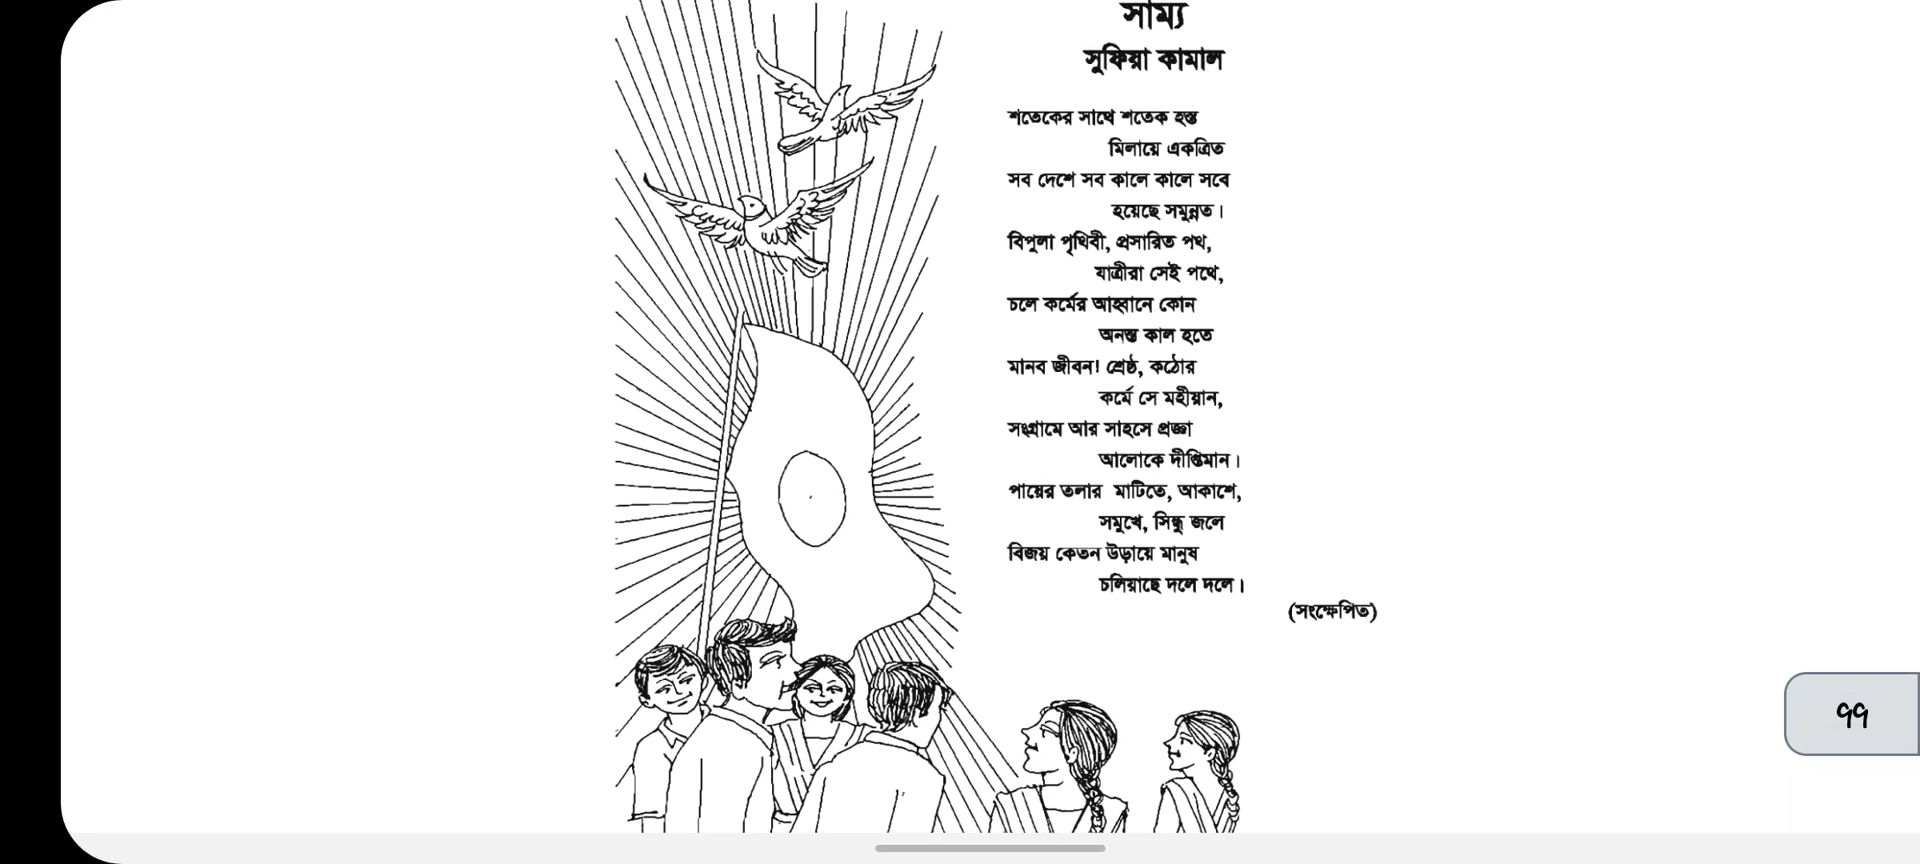 সাম্য
সুফিয়া কামাল
শতেকের সাথে শতেক হস্ত
মিলায়ে একত্রিত
সব দেশে সব কালে কালে সবে
হয়েছে সমুন্নত।
বিপুলা পৃথিবী, প্রসারিত পথ,
যাত্রীরা সেই পথে,
চলে কর্মের আহ্বানে কোন
অনন্ত কাল হতে
মানব জীবন! শ্রেষ্ঠ, কঠোর
কর্মে সে মহীয়ান,
সংগ্রামে আর সাহসে প্রজ্ঞা
আলোকে দীপ্তিমান।
পায়ের তলার মাটিতে, আকাশে,
সমুখে, সিন্ধু জলে
বিজয় কেতন উড়ায়ে মানুষ
চলিয়াছে দলে দলে।
(সংক্ষেপিত)
৭৭